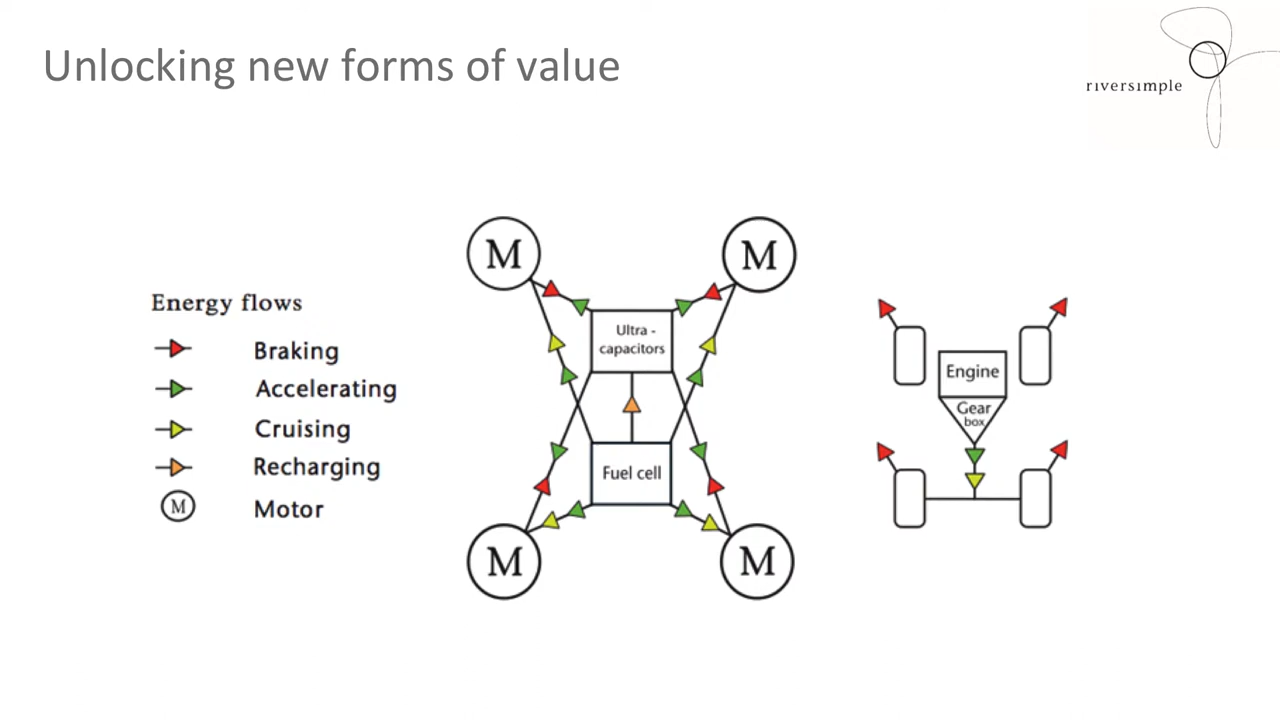 Unlocking new forms of value
riversimple
Energy flows
Braking
Accelerating
Cruising
Recharging
M
Motor
M
M
Ultra -
capacitors
Fuel cell
M
M
Engine
Gear
box